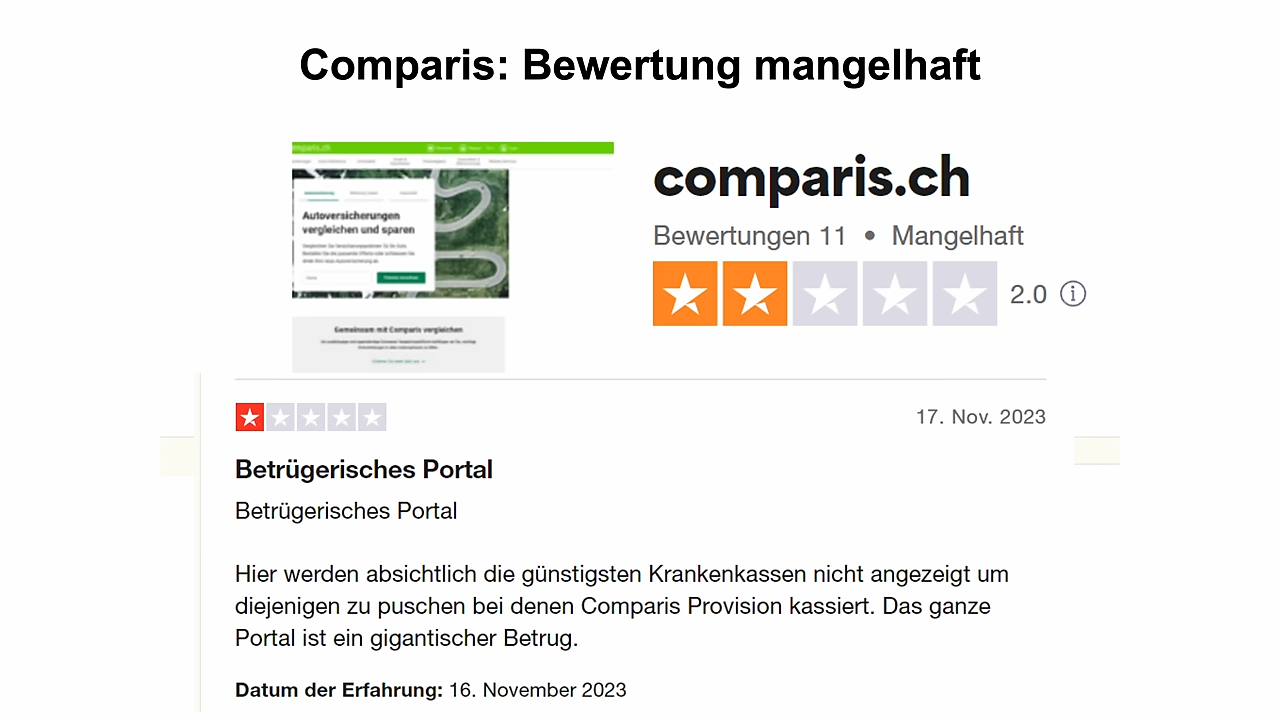 Comparis: Bewertung mangelhaft
comparis.ch
Autoversicherungen
vergleichen und sparen
Gemeinsam mit Comparis vergleichen
comparis.ch
Bewertungen 11 • Mangelhaft
2.0
17. Nov. 2023
Betrügerisches Portal
Betrügerisches Portal
Hier werden absichtlich die günstigsten Krankenkassen nicht angezeigt um
diejenigen zu puschen bei denen Comparis Provision kassiert. Das ganze
Portal ist ein gigantischer Betrug.
Datum der Erfahrung: 16. November 2023